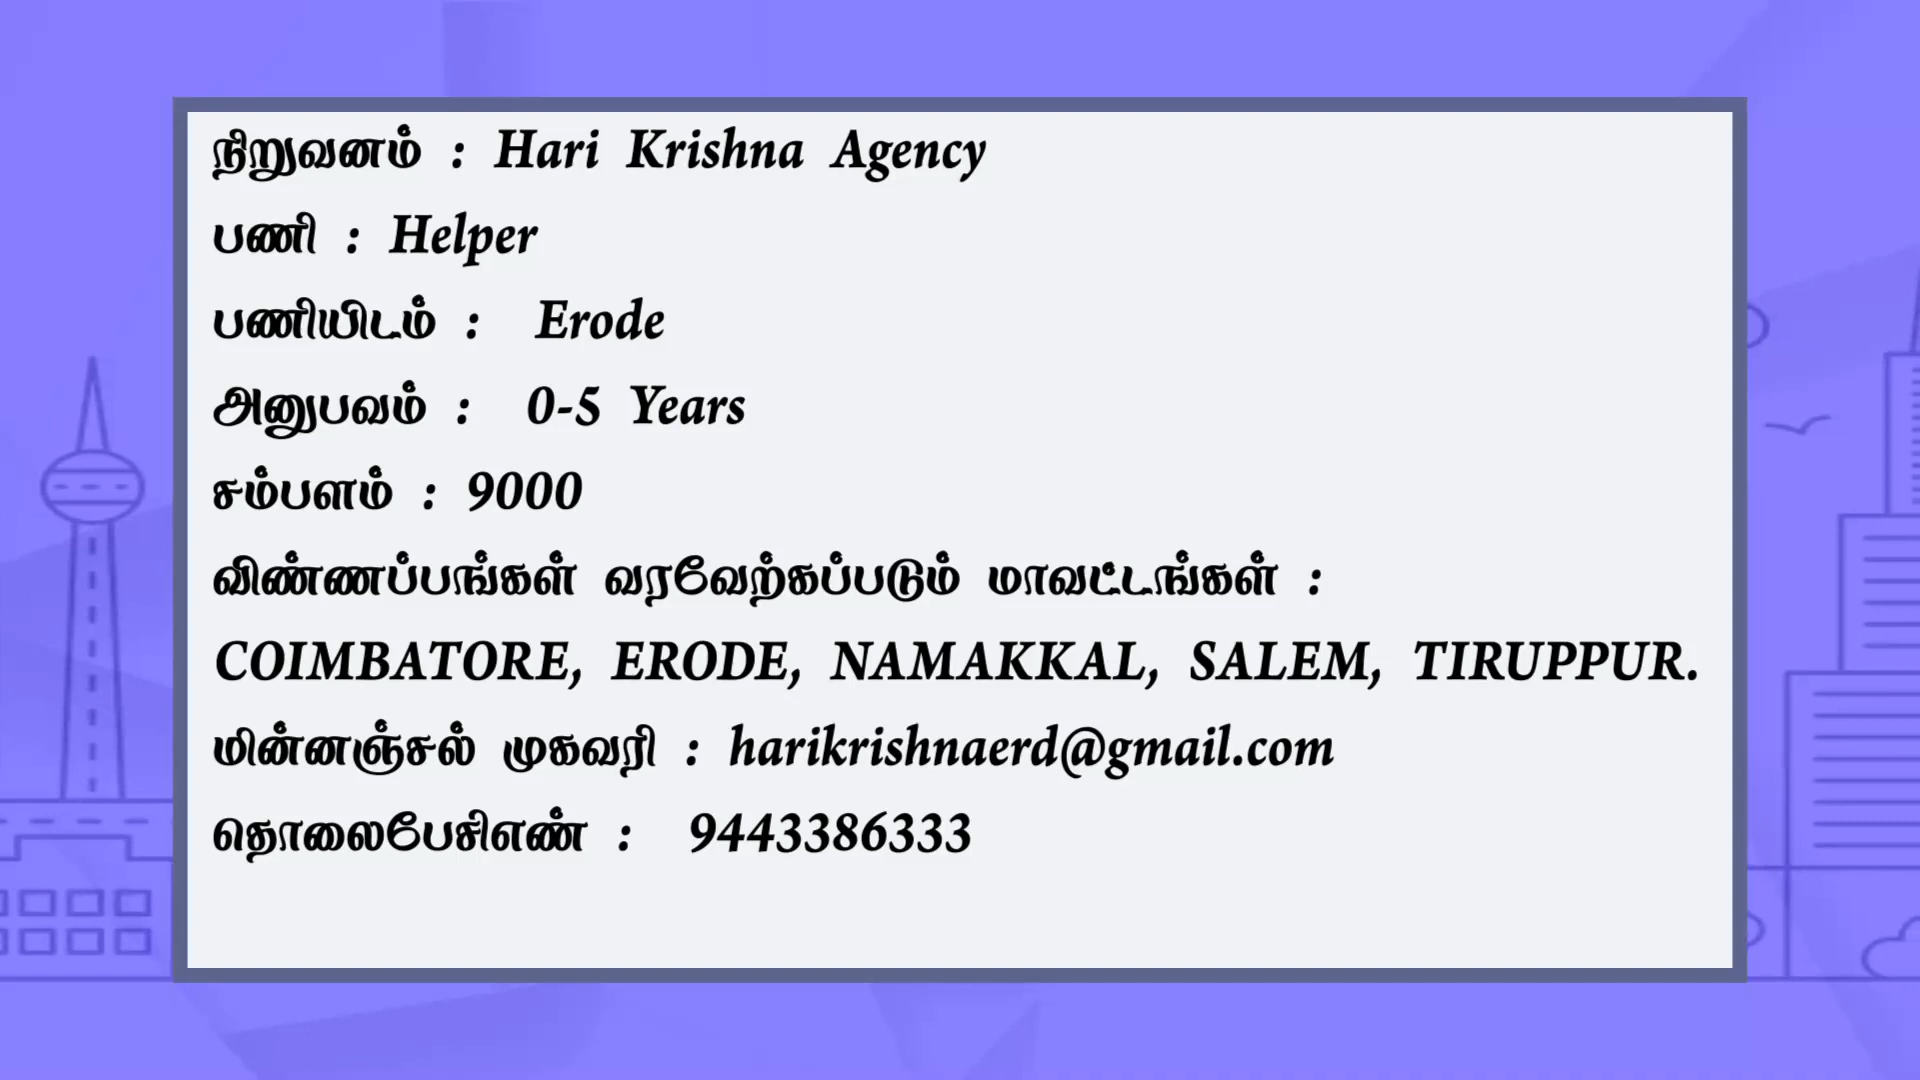 நிறுவனம் : Hari Krishna Agency
பணி : Helper
பணியிடம் : Erode
அனுபவம் : 0-5 Years
சம்பளம் : 9000
விண்ணப்பங்கள் வரவேற்கப்படும் மாவட்டங்கள் :
COIMBATORE, ERODE, NAMAKKAL, SALEM, TIRUPPUR.
மின்னஞ்சல் முகவரி : harikrishnaerd@gmail.com
தொலைபேசிஎண் : 9443386333